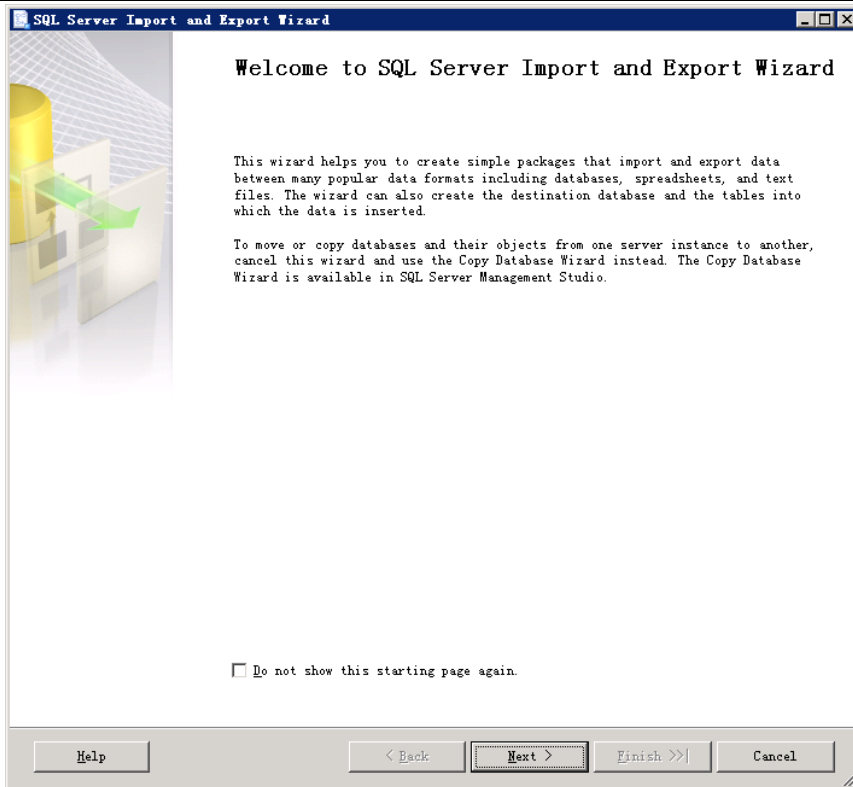 SQL Server Import and Export Wizard
Welcome to SQL Server Import and Export Wizard
This wizard helps you to create simple packages that import and export data
between many popular data formats including databases, spreadsheets, and text
files. The wizard can also create the destination database and the tables into
which the data is inserted.
To move or copy databases and their objects from one server instance to another,
cancel this wizard and use the Copy Database Wizard instead. The Copy Database
Wizard is available in SQL Server Management Studio.
Do not show this starting page again.
Help
< Back
Next >
Finish >>|
Cancel